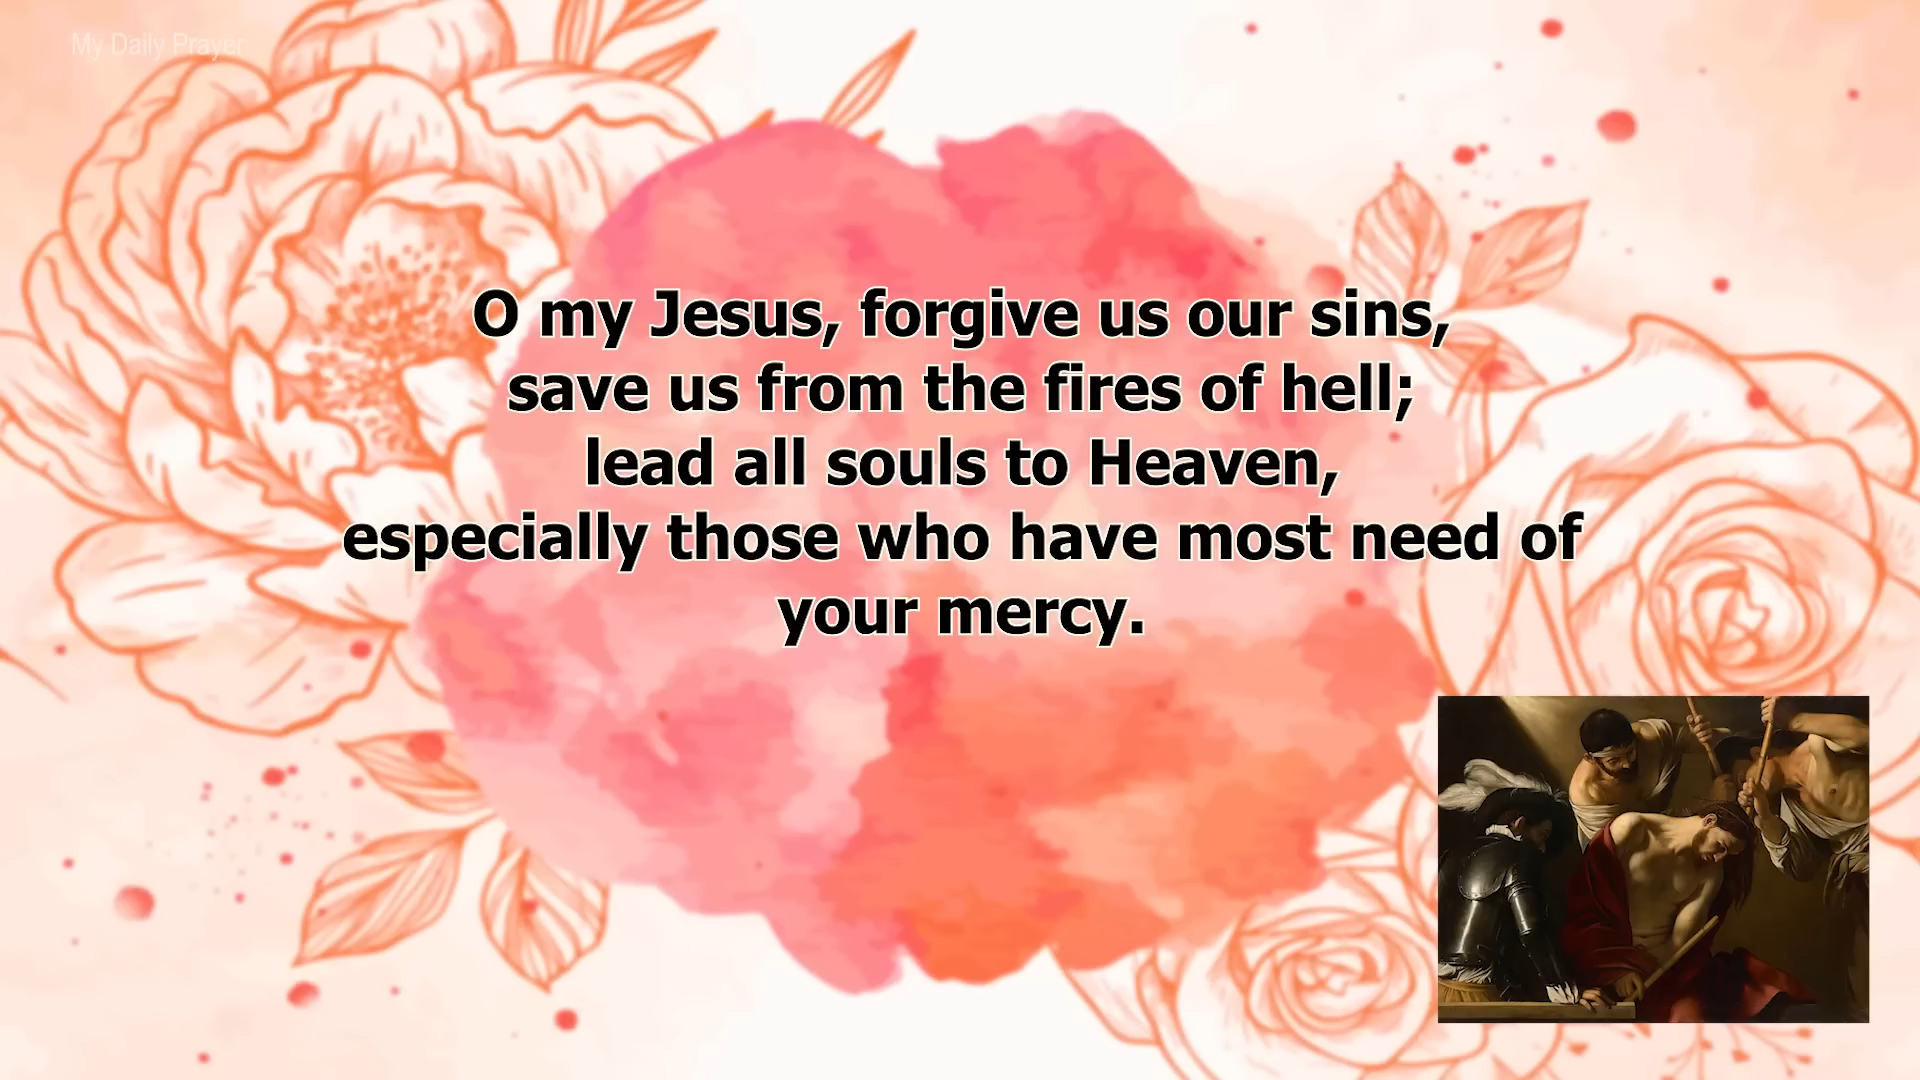 My Daily Prayer
O my Jesus, forgive us our sins,
save us from the fires of hell;
lead all souls to Heaven,
especially those who have most need of
your mercy.